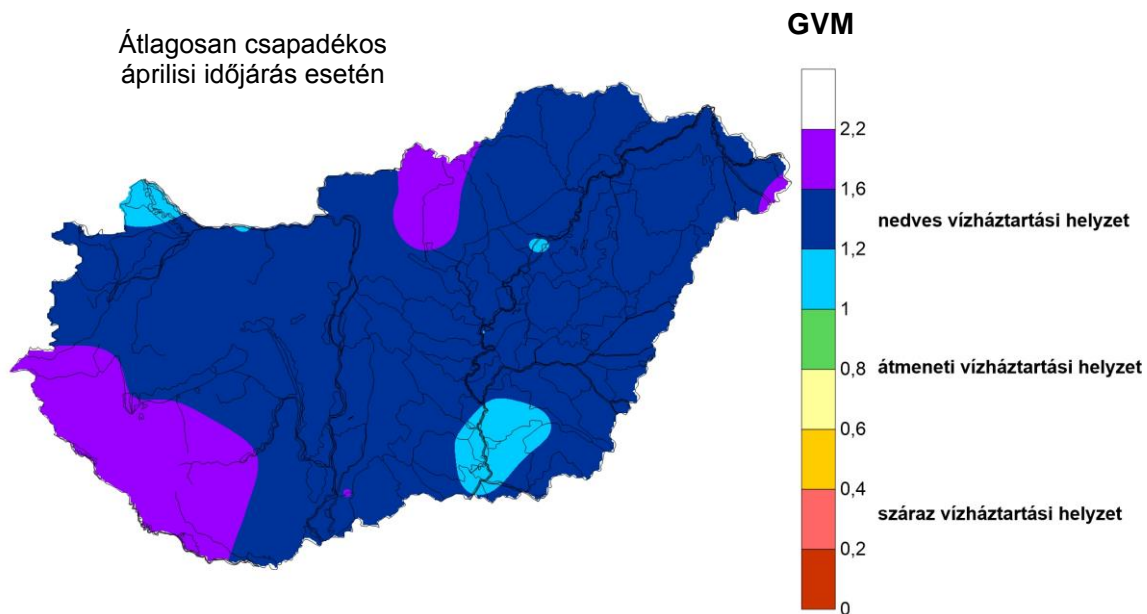 Átlagosan csapadékos
áprilisi időjárás esetén
GVM
2,2
1,6
nedves vízháztartási helyzet
1,2
1
0,8
átmeneti vízháztartási helyzet
0,6
0,4
száraz vízháztartási helyzet
0,2
0